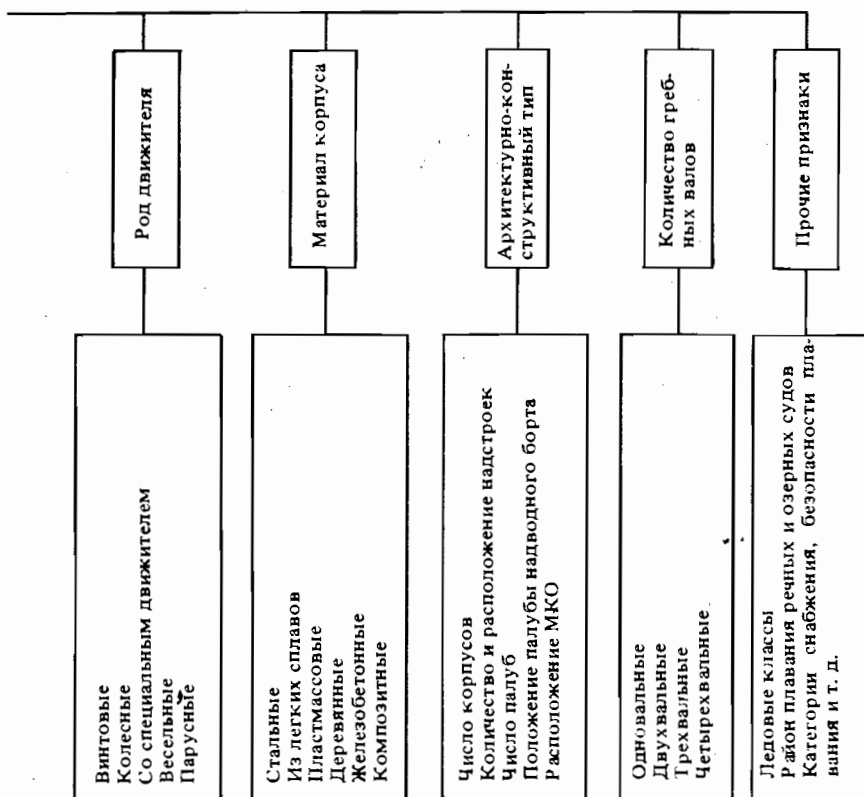 Род движителя
Винтовые
Колесные
Со специальным движителем
Весельные
Парусные
Материал корпуса
Стальные
Из легких сплавов
Пластмассовые
Деревянные
Железобетонные
Композитные
Архитектурно-кон-
структивный тип
Число корпусов
Количество и расположение надстроек
Число палуб
Положение палубы надводного борта
Расположение МКО
Количество греб-
ных валов
Одновальные
Двухвальные
Трехвальные
Четырехвальные
Прочие признаки
Ледовые классы
Район плавания речных и озерных судов
Категории снабжения, безопасности пла-
вания и т. д.